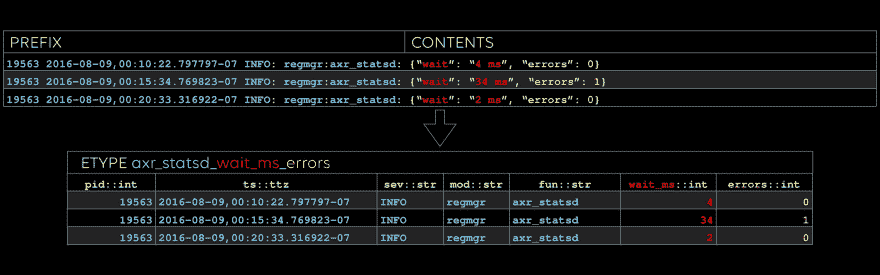 PREFIX CONTENTS
19563 2016-08-09,00:10:22.797797-07 INFO: regmgr:axr_statsd: {“wait”: “4 ms”, “errors”: 0}
19563 2016-08-09,00:15:34.769823-07 INFO: regmgr:axr_statsd: {“wait”: “34 ms”, “errors”: 1}
19563 2016-08-09,00:20:33.316922-07 INFO: regmgr:axr_statsd: {“wait”: “2 ms”, “errors”: 0}
ETYPE axr_statsd_wait_ms_errors
pid::int ts::ttz sev::str mod::str fun::str wait_ms::int errors::int
19563 2016-08-09,00:10:22.797797-07 INFO regmgr axr_statsd 4 0
19563 2016-08-09,00:15:34.769823-07 INFO regmgr axr_statsd 34 1
19563 2016-08-09,00:20:33.316922-07 INFO regmgr axr_statsd 2 0